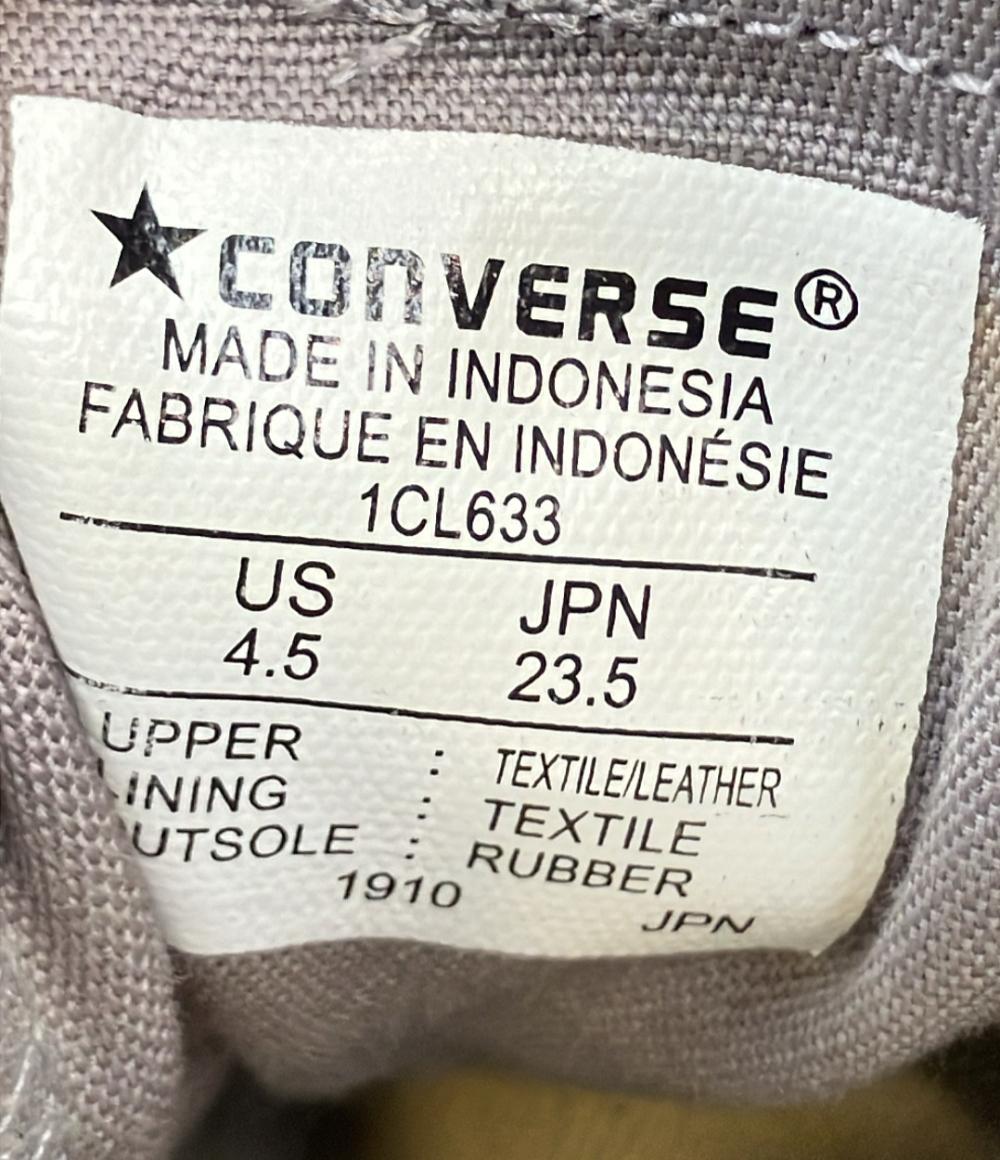 ★CONVERSE®
MADE IN INDONESIA
FABRIQUE EN INDONÉSIE
1CL633
US JPN
4.5 23.5
UPPER : TEXTILE/LEATHER
LINING : TEXTILE
UTSOLE : RUBBER
1910
JPN